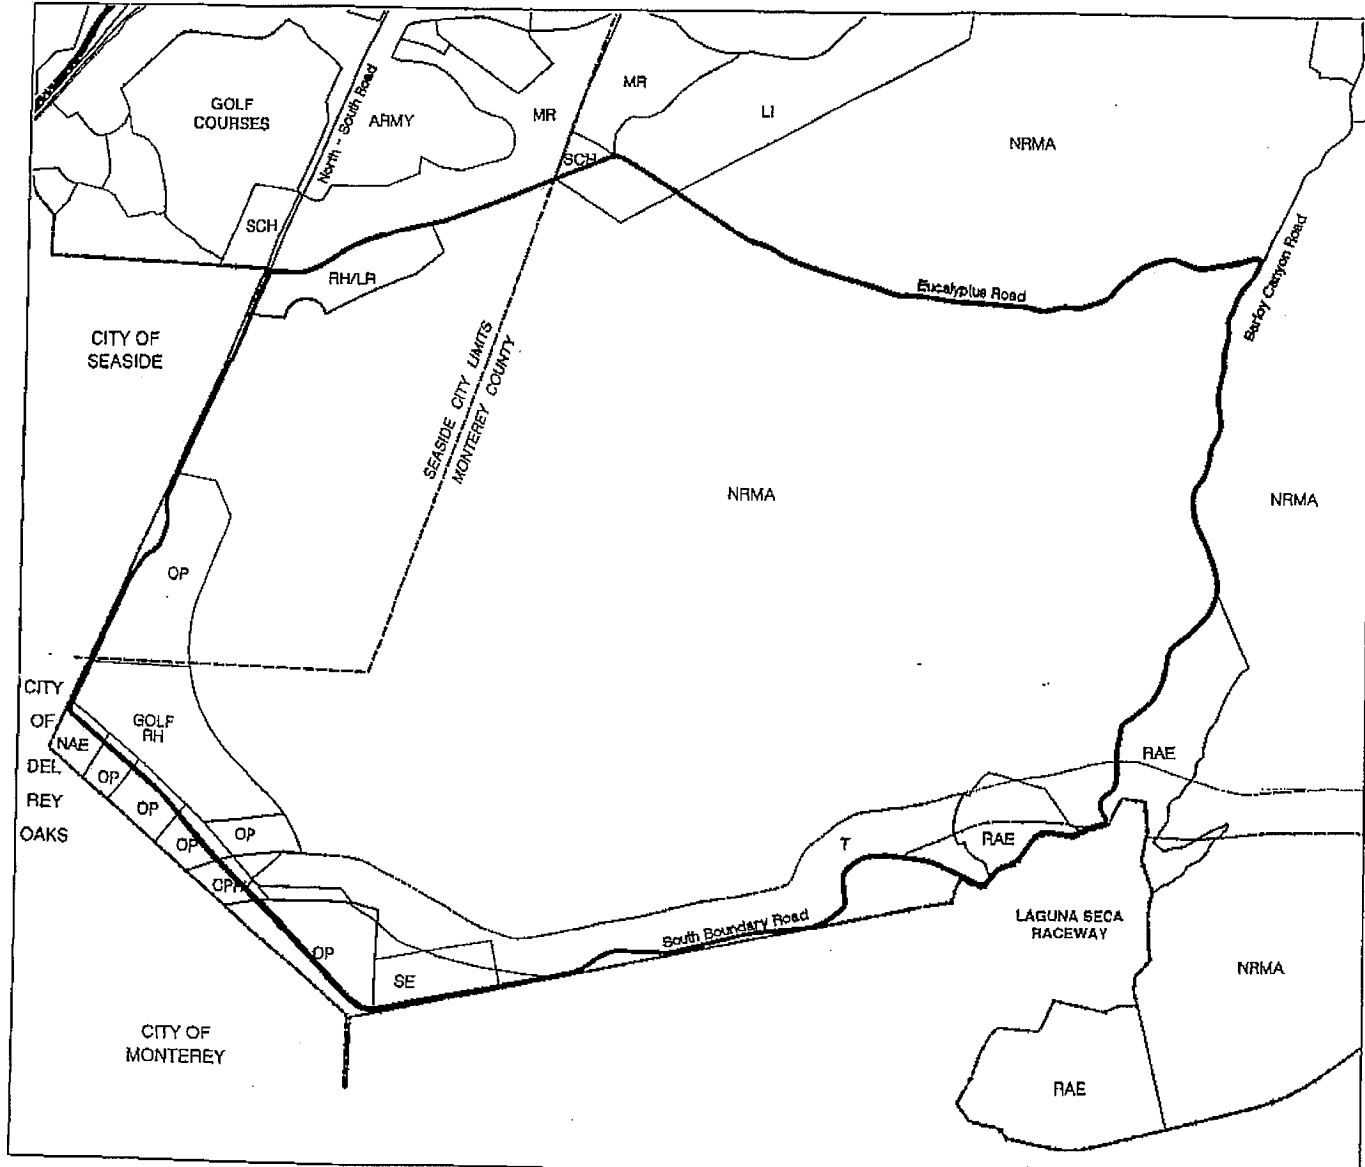 GOLF
COURSES
North - South Road
ARMY
MR
MR
LI
NRMA
SCH
SCH
RH/LR
Eucalyptus Road
Barloy Canyon Road
CITY OF
SEASIDE
SEASIDE CITY LIMITS
MONTEREY COUNTY
NRMA
NRMA
OP
CITY
OF
DEL
REY
OAKS
GOLF
RH
NAE
OP
OP
OP
OP
RAE
RAE
T
South Boundary Road
LAGUNA SECA
RACEWAY
OP
SE
NRMA
CITY OF
MONTEREY
RAE